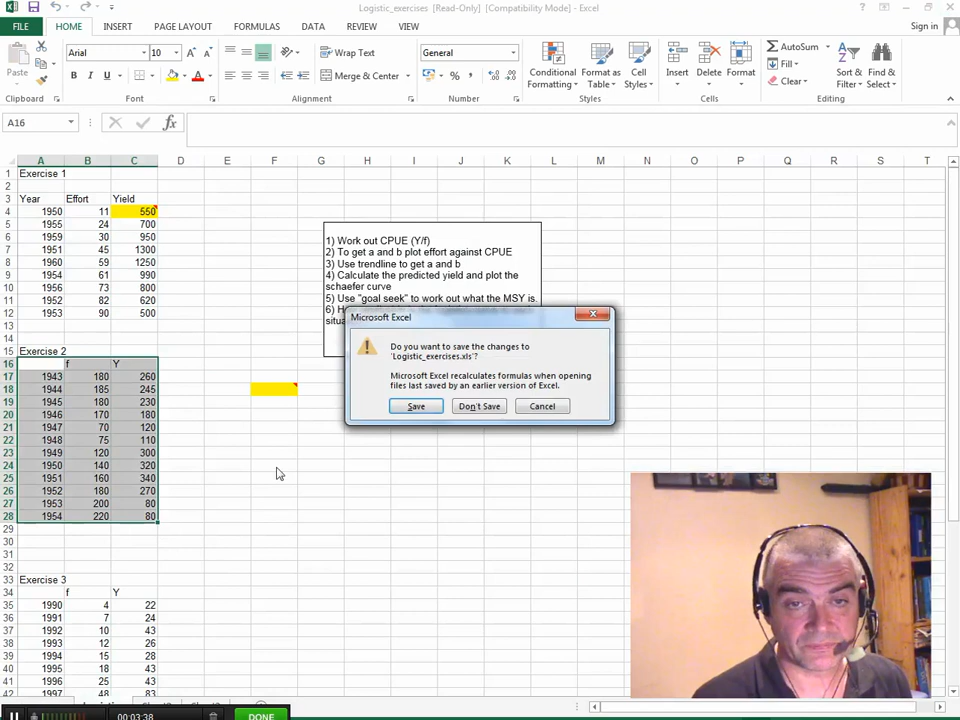 Logistic_exercises [Read-Only] [Compatibility Mode] - Excel
FILE HOME INSERT PAGE LAYOUT FORMULAS DATA REVIEW VIEW Sign in
Paste Arial 10 Wrap Text General AutoSum
B I U Merge & Center % Conditional Formatting Format as Table Cell Styles Insert Delete Format Fill Clear Sort & Filter Find & Select
Clipboard Font Alignment Number Styles Cells Editing
A16 fx
A B C D E F G H I J K L M N O P Q R S T
1 Exercise 1
2
3 Year Effort Yield
4 1950 11 550
5 1955 24 700
6 1959 30 950
7 1951 45 1300
8 1960 59 1250
9 1954 61 990
10 1956 73 800
11 1952 82 620
12 1953 90 500
13
14
15 Exercise 2
16 f Y
17 1943 180 260
18 1944 185 245
19 1945 180 230
20 1946 170 180
21 1947 70 120
22 1948 75 110
23 1949 120 300
24 1950 140 320
25 1951 160 340
26 1952 180 270
27 1953 200 80
28 1954 220 80
29
30
31
33 Exercise 3
34 f Y
35 1990 4 22
36 1991 7 24
37 1992 10 43
38 1993 12 26
39 1994 15 28
40 1995 18 43
41 1996 25 43
42 1997 48 83
1) Work out CPUE (Y/f)
2) To get a and b plot effort against CPUE
3) Use trendline to get a and b
4) Calculate the predicted yield and plot the
schaefer curve
5) Use "goal seek" to work out what the MSY is.
Microsoft Excel
Do you want to save the changes to
'Logistic_exercises.xls'?
Microsoft Excel recalculates formulas when opening
files last saved by an earlier version of Excel.
Save Don't Save Cancel
00:03:38 DONE